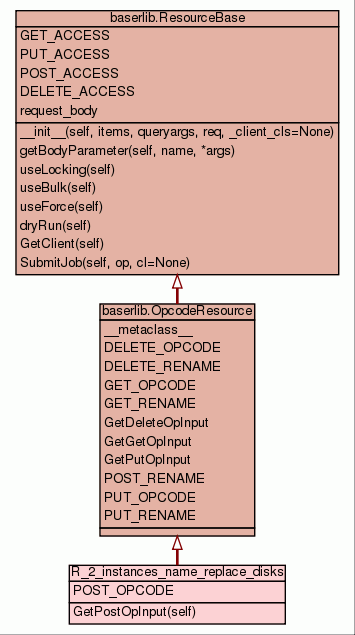 baserlib.ResourceBase
GET_ACCESS
PUT_ACCESS
POST_ACCESS
DELETE_ACCESS
request_body
__init__(self, items, queryargs, req, _client_cls=None)
getBodyParameter(self, name, *args)
useLocking(self)
useBulk(self)
useForce(self)
dryRun(self)
GetClient(self)
SubmitJob(self, op, cl=None)
baserlib.OpcodeResource
__metaclass__
DELETE_OPCODE
DELETE_RENAME
GET_OPCODE
GET_RENAME
GetDeleteOpInput
GetGetOpInput
GetPutOpInput
POST_RENAME
PUT_OPCODE
PUT_RENAME
R_2_instances_name_replace_disks
POST_OPCODE
GetPostOpInput(self)